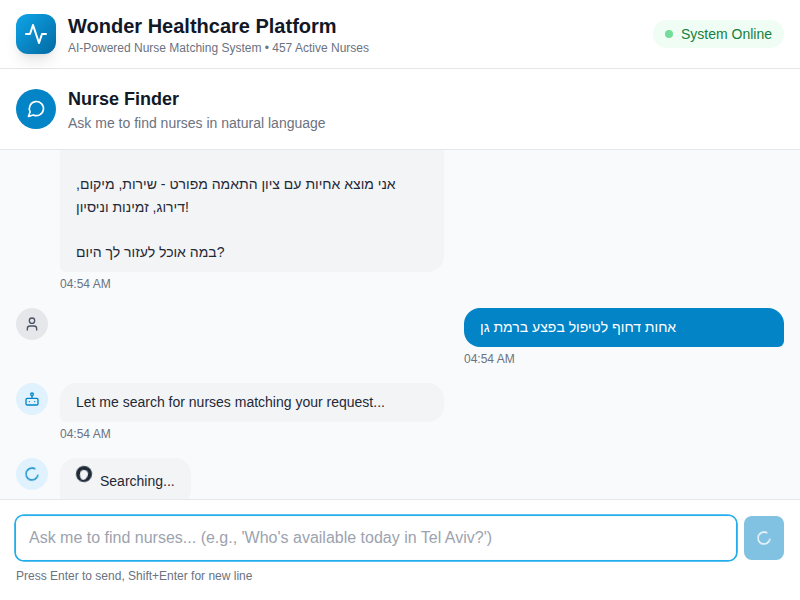 Wonder Healthcare Platform
AI-Powered Nurse Matching System • 457 Active Nurses
System Online
Nurse Finder
Ask me to find nurses in natural language
אני מוצא אחיות עם ציון התאמה מפורט - שירות, מיקום,
דירוג, זמינות וניסיון!
במה אוכל לעזור לך היום?
04:54 AM
אחות דחוף לטיפול בפצע ברמת גן
04:54 AM
Let me search for nurses matching your request...
04:54 AM
Searching...
Ask me to find nurses... (e.g., 'Who's available today in Tel Aviv?')
Press Enter to send, Shift+Enter for new line